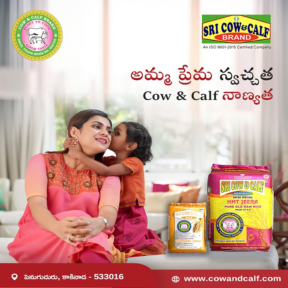 SRI COW&CALF
BRAND
An ISO 9001-2015 Certified Company
అమ్మ ప్రేమ స్వచ్ఛత
Cow & Calf నాణ్యత
SRI COW & CALF
HMT
పెనుగుదురు, కాకినాడ - 533016
www.cowandcalf.com